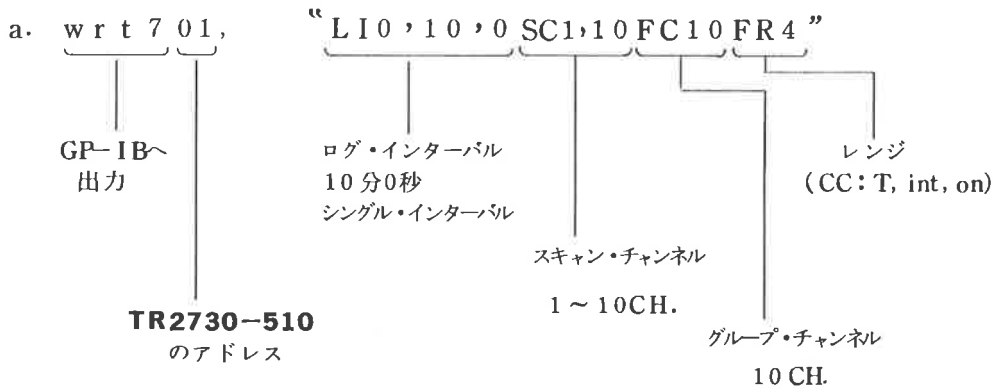 a. wrt701, “LI0，10，0SC1，10FC10FR4”
GP－IBへ
出力
TR2730－510
のアドレス
ログ・インターバル
10分0秒
シングル・インターバル
スキャン・チャンネル
1～10CH.
グループ・チャンネル
10CH.
レンジ
(CC：T, int, on)